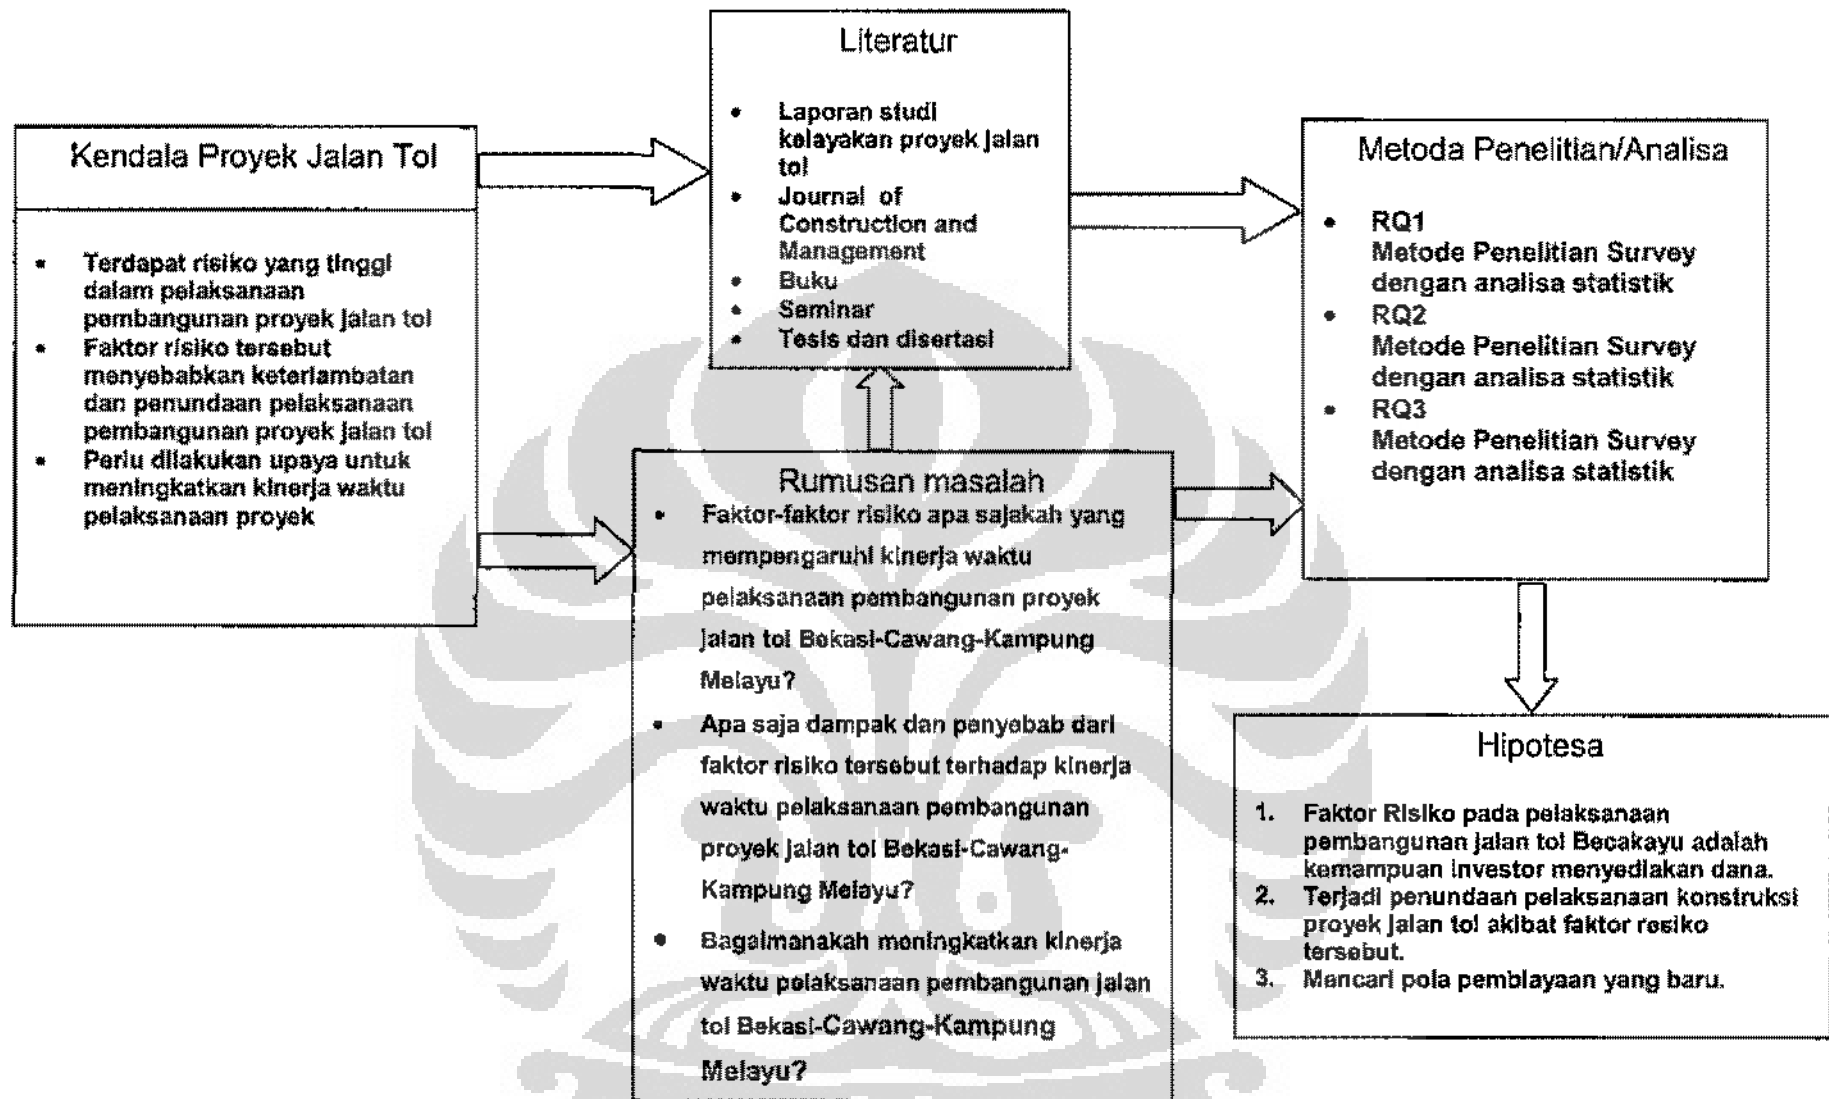 Kendala Proyek Jalan Tol
• Terdapat risiko yang tinggi
dalam pelaksanaan
pembangunan proyek jalan tol
• Faktor risiko tersebut
menyebabkan keterlambatan
dan penundaan pelaksanaan
pembangunan proyek jalan tol
• Perlu dilakukan upaya untuk
meningkatkan kinerja waktu
pelaksanaan proyek
Literatur
• Laporan studi
kelayakan proyek jalan
tol
• Journal of
Construction and
Management
• Buku
• Seminar
• Tesis dan disertasi
Rumusan masalah
• Faktor-faktor risiko apa sajakah yang
mempengaruhi kinerja waktu
pelaksanaan pembangunan proyek
jalan tol Bekasi-Cawang-Kampung
Melayu?
• Apa saja dampak dan penyebab dari
faktor risiko tersebut terhadap kinerja
waktu pelaksanaan pembangunan
proyek jalan tol Bekasi-Cawang-
Kampung Melayu?
• Bagaimanakah meningkatkan kinerja
waktu pelaksanaan pembangunan jalan
tol Bekasi-Cawang-Kampung
Melayu?
Metoda Penelitian/Analisa
• RQ1
Metode Penelitian Survey
dengan analisa statistik
• RQ2
Metode Penelitian Survey
dengan analisa statistik
• RQ3
Metode Penelitian Survey
dengan analisa statistik
Hipotesa
1. Faktor Risiko pada pelaksanaan
pembangunan jalan tol Becakayu adalah
kemampuan investor menyediakan dana.
2. Terjadi penundaan pelaksanaan konstruksi
proyek jalan tol akibat faktor resiko
tersebut.
3. Mencari pola pembiayaan yang baru.